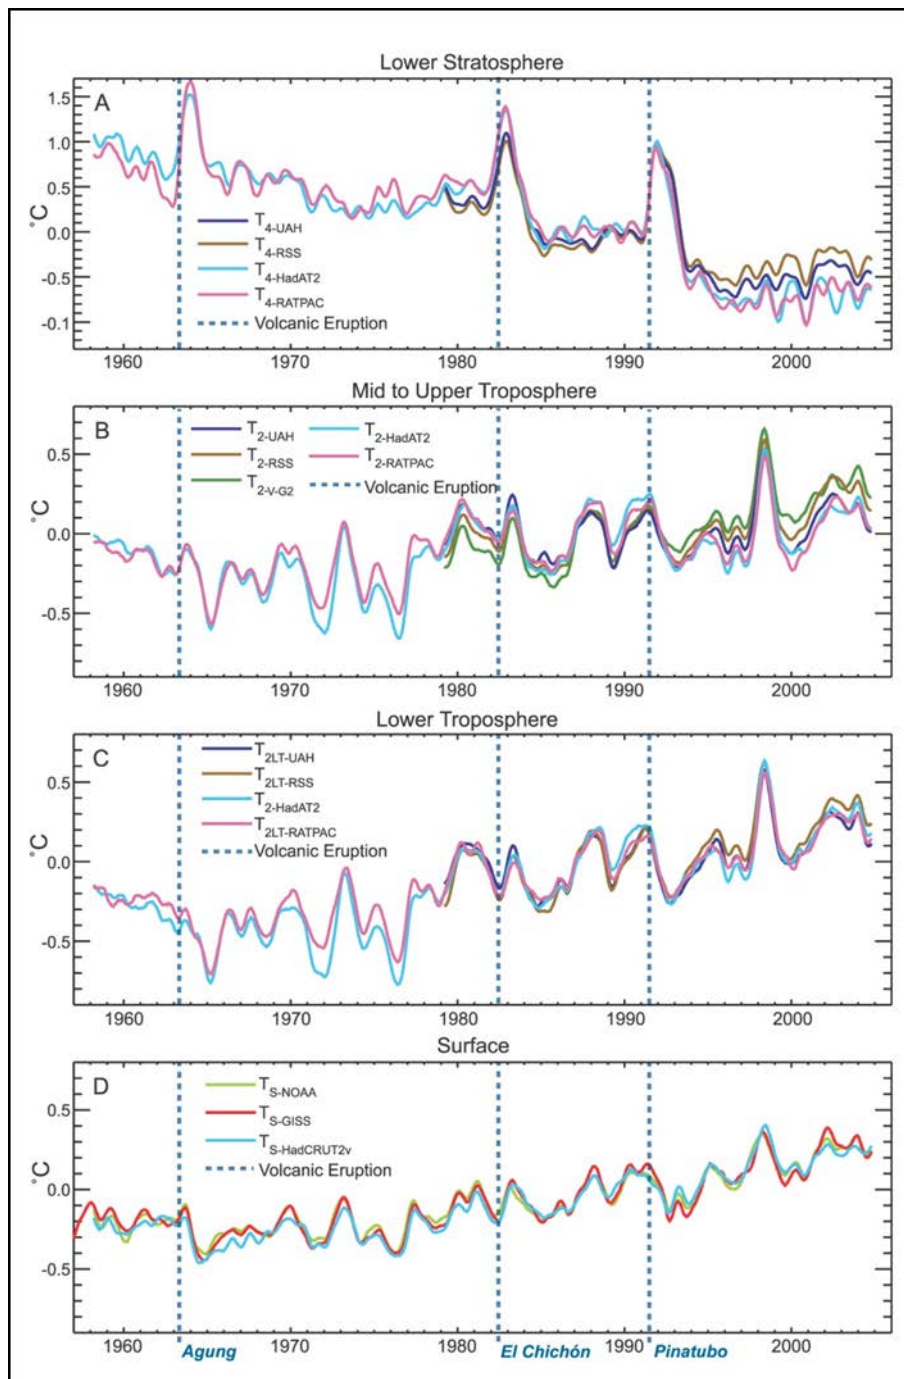 Lower Stratosphere
A
1.5
1.0
0.5
0.0
-0.5
-0.1
°C
T4-UAH
T4-RSS
T4-HadAT2
T4-RATPAC
Volcanic Eruption
1960 1970 1980 1990 2000
Mid to Upper Troposphere
B
0.5
0.0
-0.5
°C
T2-UAH T2-HadAT2
T2-RSS T2-RATPAC
T2-V-G2 Volcanic Eruption
1960 1970 1980 1990 2000
Lower Troposphere
C
0.5
0.0
-0.5
°C
T2LT-UAH
T2LT-RSS
T2-HadAT2
T2LT-RATPAC
Volcanic Eruption
1960 1970 1980 1990 2000
Surface
D
0.5
0.0
-0.5
°C
TS-NOAA
TS-GISS
TS-HadCRUT2v
Volcanic Eruption
1960 1970 1980 1990 2000
Agung El Chichón Pinatubo